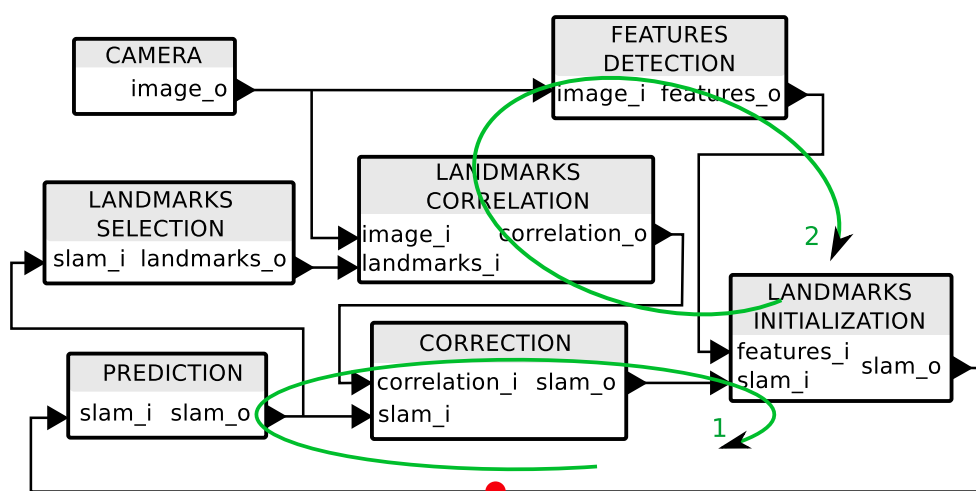 CAMERA
image_o
FEATURES
DETECTION
image_i features_o
LANDMARKS
SELECTION
slam_i landmarks_o
LANDMARKS
CORRELATION
image_i correlation_o
landmarks_i
2
LANDMARKS
INITIALIZATION
features_i
slam_i slam_o
PREDICTION
slam_i slam_o
CORRECTION
correlation_i slam_o
slam_i
1